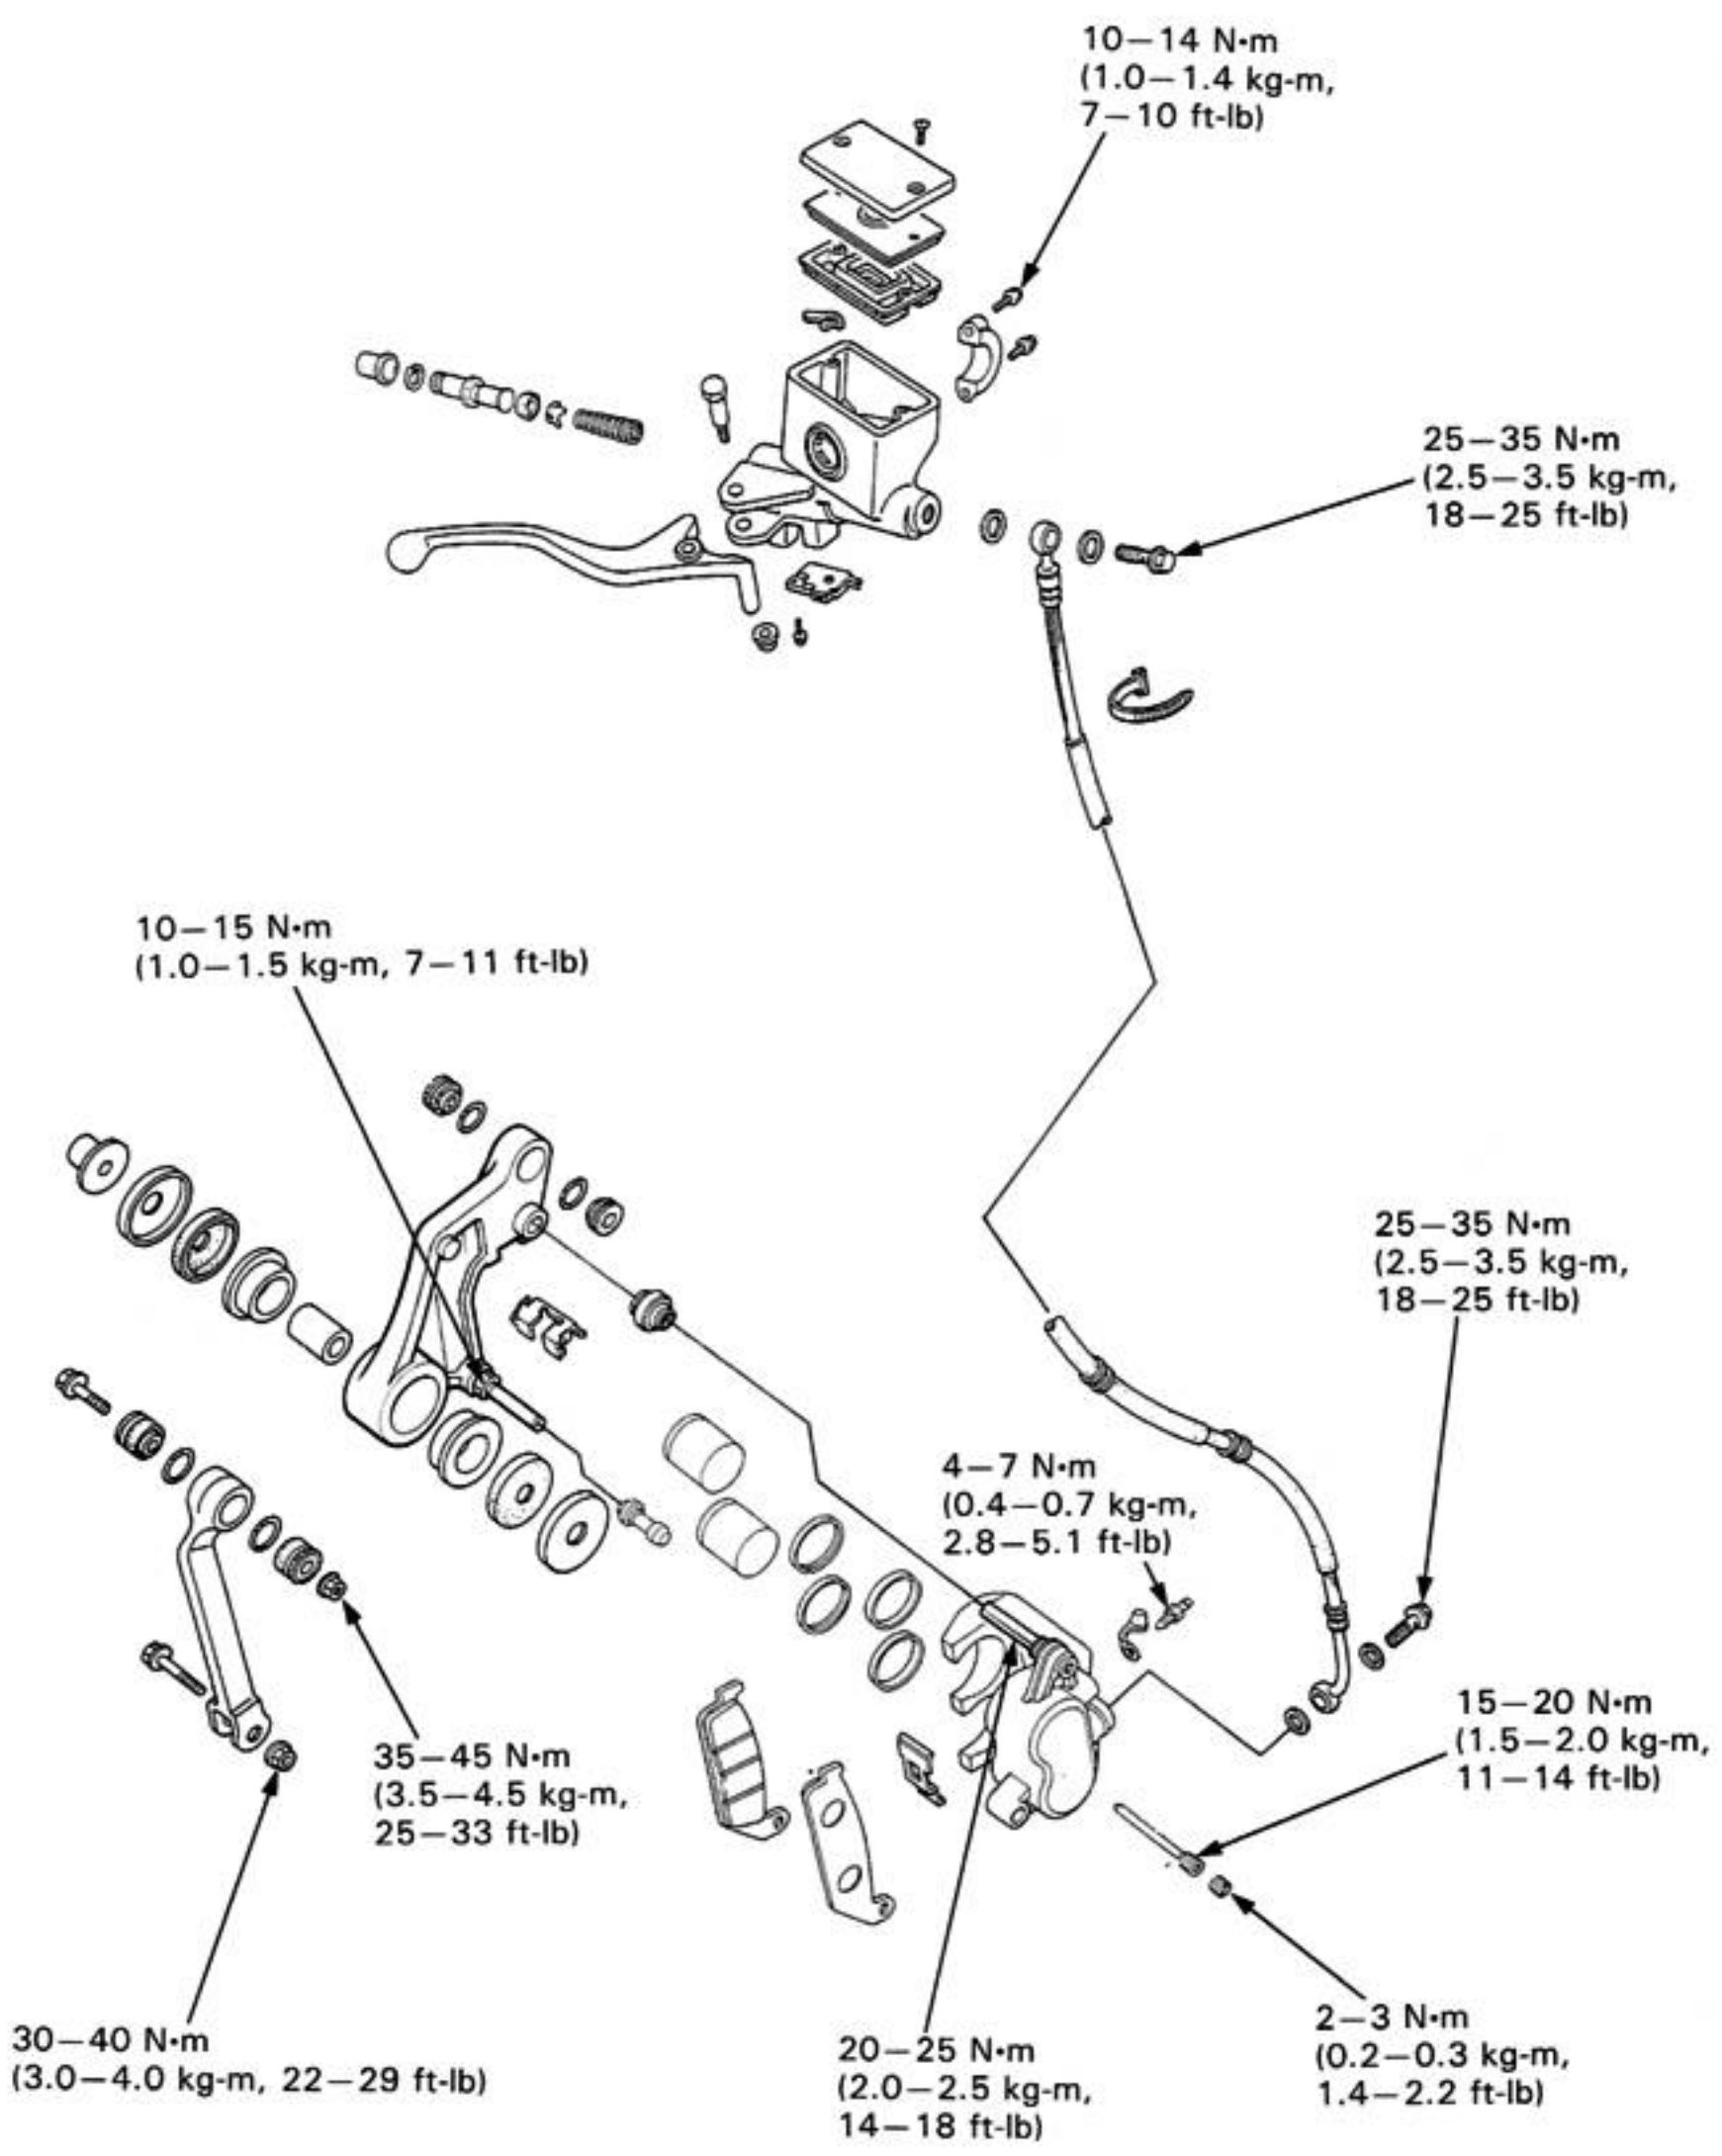 10—14 N•m
(1.0—1.4 kg-m,
7—10 ft-lb)
25—35 N•m
(2.5—3.5 kg-m,
18—25 ft-lb)
10—15 N•m
(1.0—1.5 kg-m, 7—11 ft-lb)
25—35 N•m
(2.5—3.5 kg-m,
18—25 ft-lb)
4—7 N•m
(0.4—0.7 kg-m,
2.8—5.1 ft-lb)
15—20 N•m
(1.5—2.0 kg-m,
11—14 ft-lb)
35—45 N•m
(3.5—4.5 kg-m,
25—33 ft-lb)
30—40 N•m
(3.0—4.0 kg-m, 22—29 ft-lb)
20—25 N•m
(2.0—2.5 kg-m,
14—18 ft-lb)
2—3 N•m
(0.2—0.3 kg-m,
1.4—2.2 ft-lb)